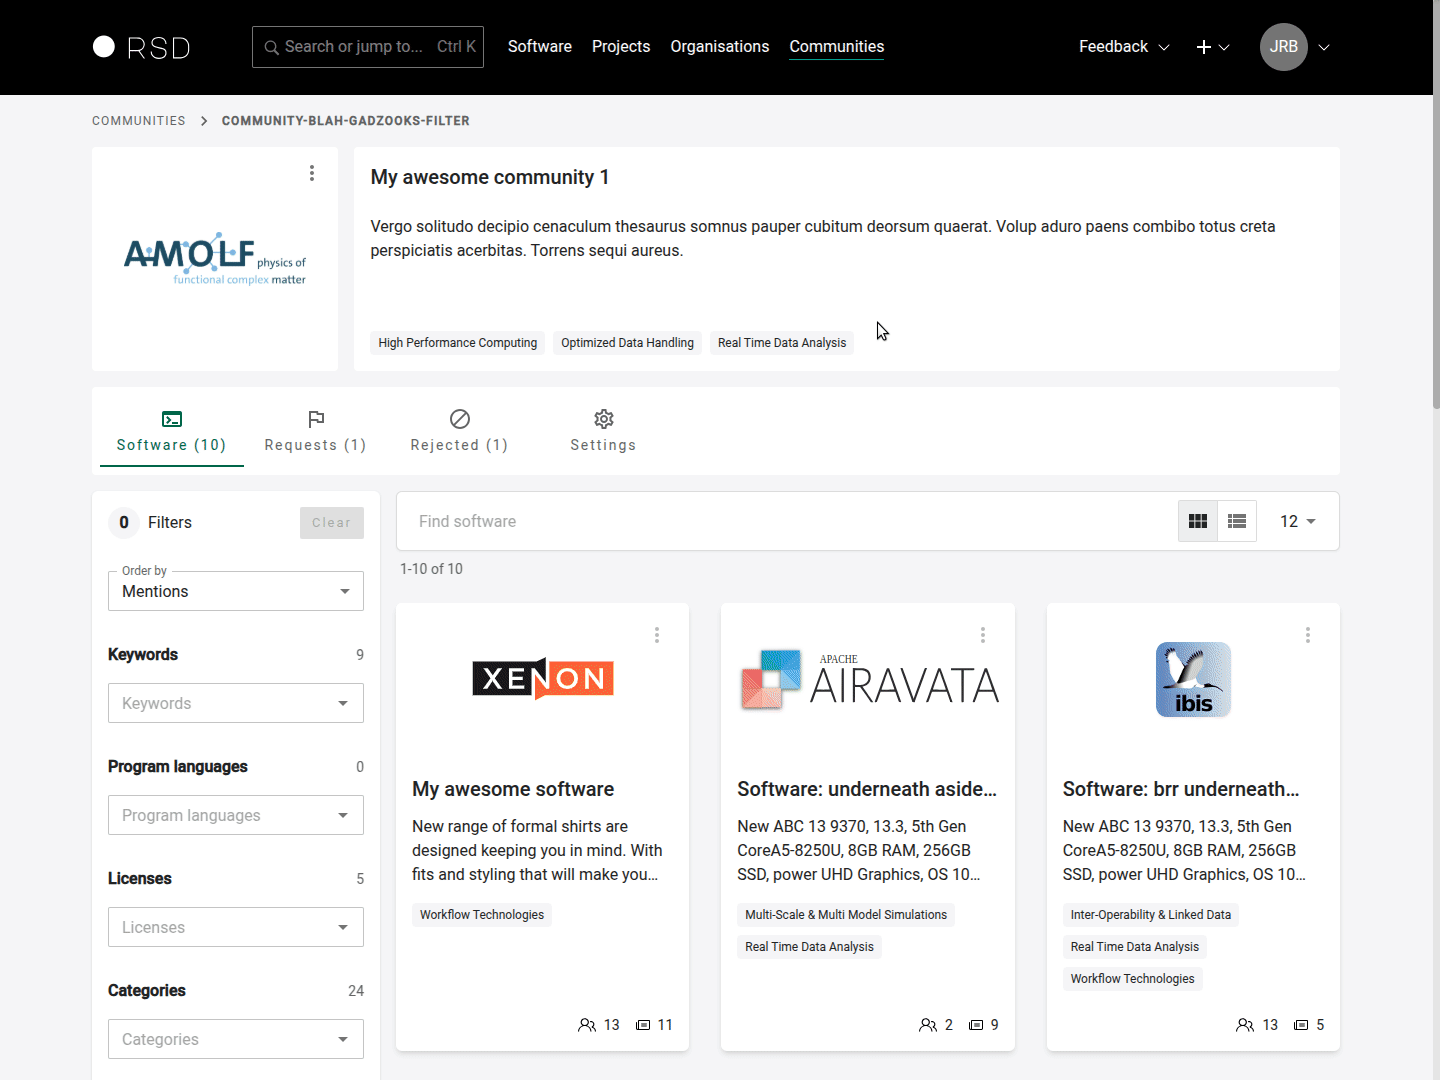 RSD
Search or jump to... Ctrl K
Software Projects Organisations Communities
Feedback
JRB
COMMUNITIES COMMUNITY-BLAH-GADZOOKS-FILTER
AMOLF physics of
functional complex matter
My awesome community 1
Vergo solitudo decipio cenaculum thesaurus somnus pauper cubitum deorsum quaerat. Volup aduro paens combibo totus creta
perspiciatis acerbitas. Torrens sequi aureus.
High Performance Computing Optimized Data Handling Real Time Data Analysis
Software (10) Requests (1) Rejected (1) Settings
0 Filters Clear
Order by
Mentions
Keywords 9
Keywords
Program languages 0
Program languages
Licenses 5
Licenses
Categories 24
Categories
Find software 12
1-10 of 10
XENON
My awesome software
New range of formal shirts are
designed keeping you in mind. With
fits and styling that will make you...
Workflow Technologies
13 11
APACHE
AIRAVATA
Software: underneath aside...
New ABC 13 9370, 13.3, 5th Gen
CoreA5-8250U, 8GB RAM, 256GB
SSD, power UHD Graphics, OS 10...
Multi-Scale & Multi Model Simulations
Real Time Data Analysis
2 9
ibis
Software: brr underneath...
New ABC 13 9370, 13.3, 5th Gen
CoreA5-8250U, 8GB RAM, 256GB
SSD, power UHD Graphics, OS 10...
Inter-Operability & Linked Data
Real Time Data Analysis
Workflow Technologies
13 5